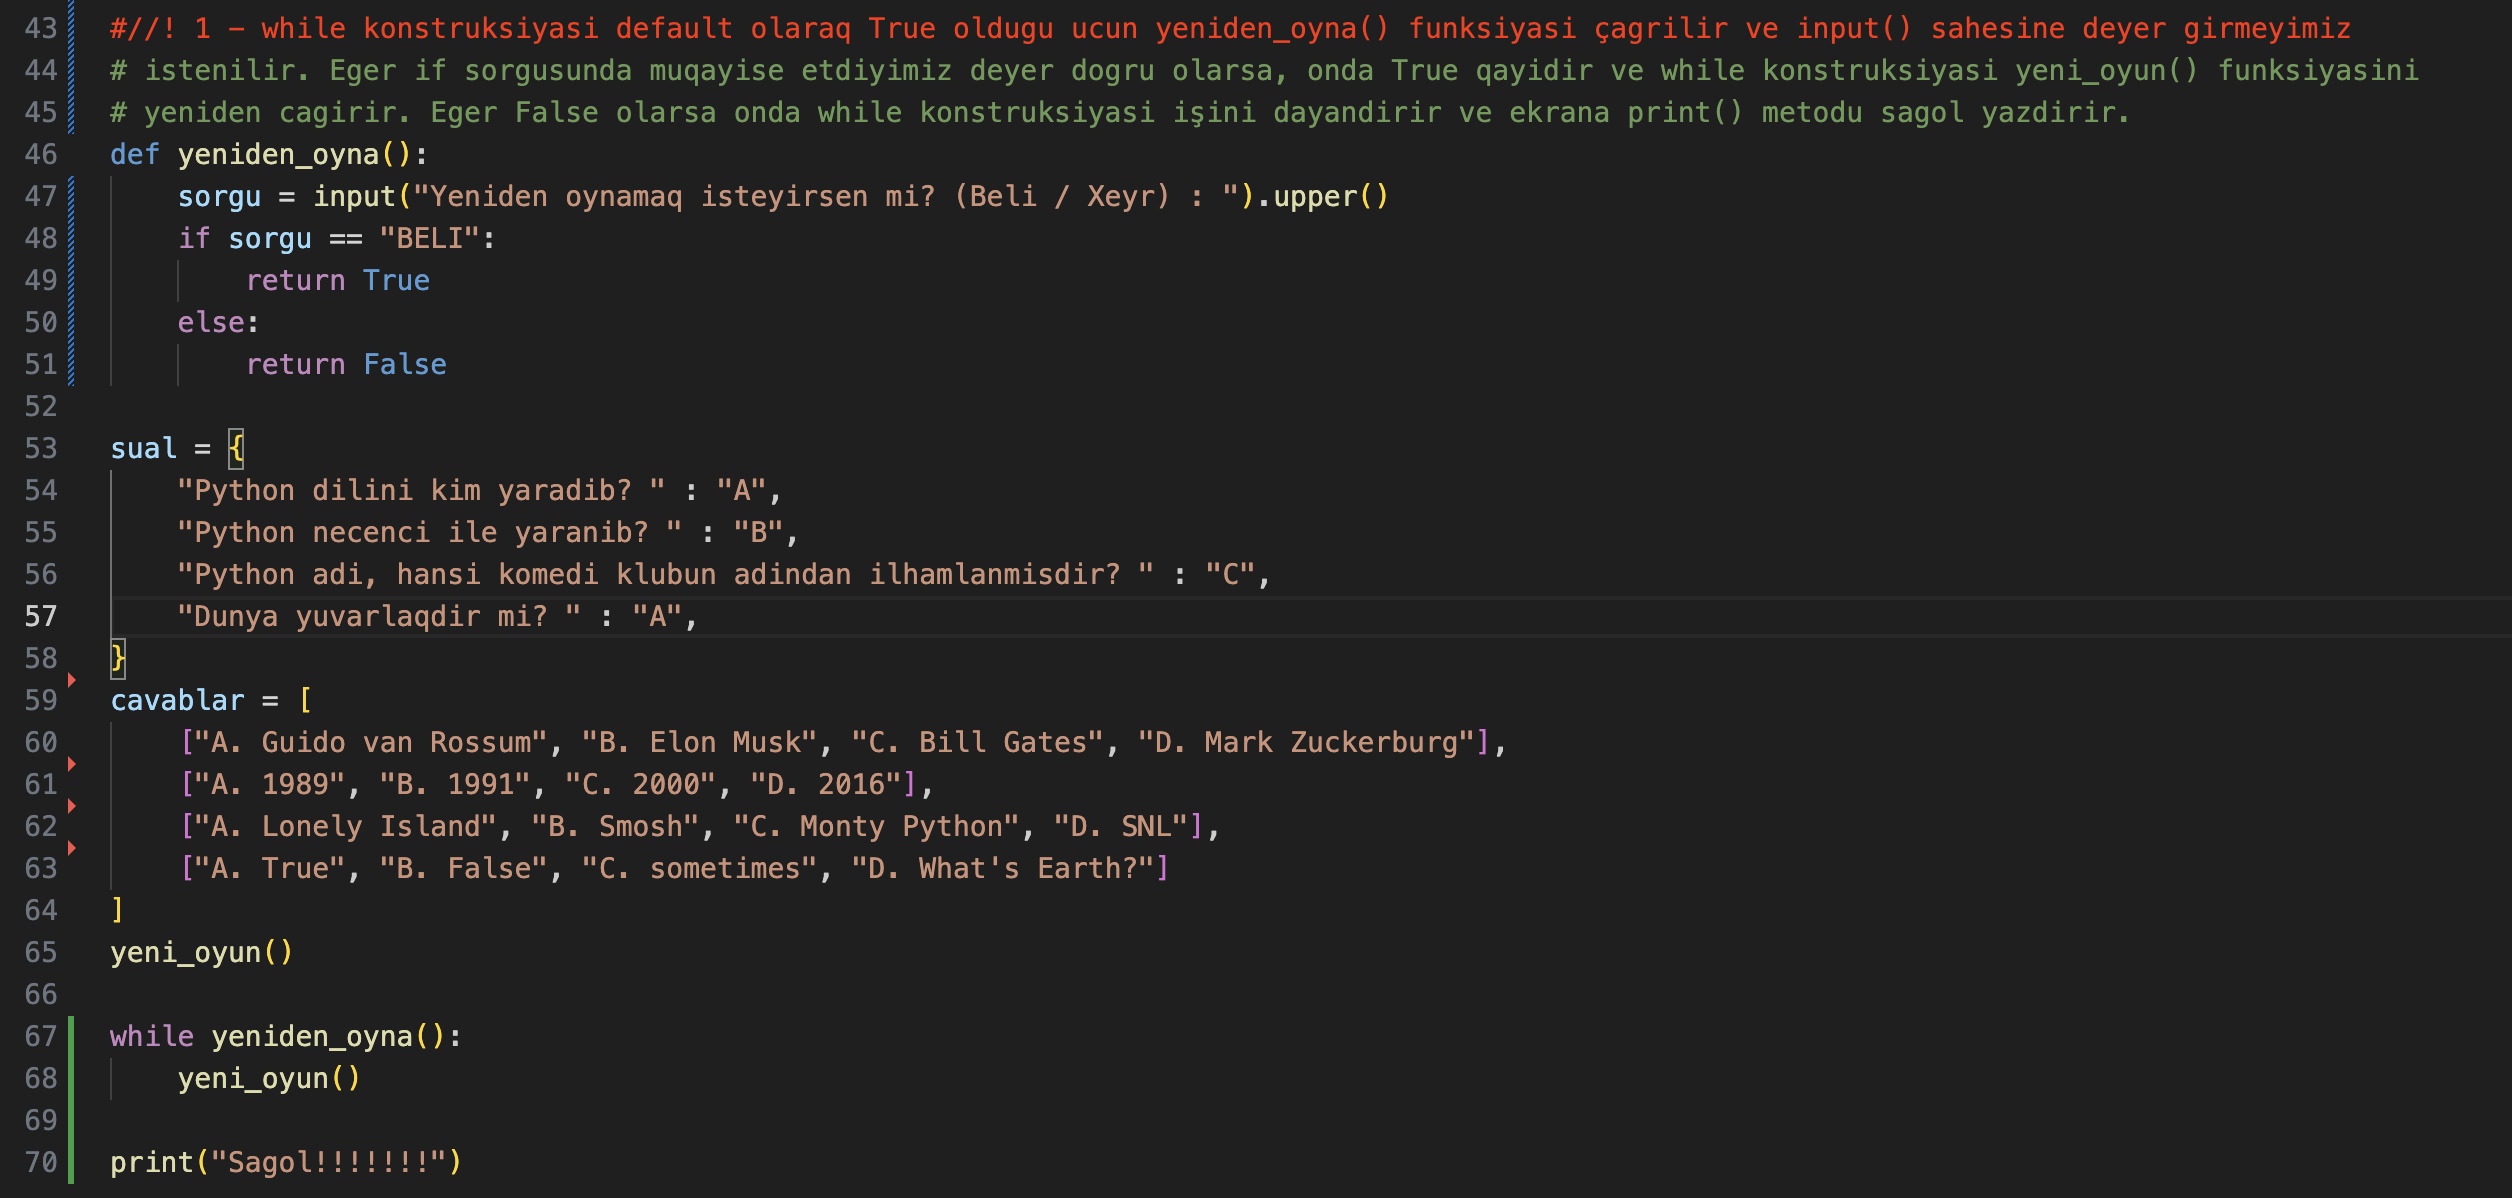 43 #//! 1 – while konstruksiyasi default olaraq True oldugu ucun yeniden_oyna() funksiyasi çagrilir ve input() sahesine deyer girmeyimiz
44 # istenilir. Eger if sorgusunda muqayise etdiyimiz deyer dogru olarsa, onda True qayidir ve while konstruksiyasi yeni_oyun() funksiyasini
45 # yeniden cagirir. Eger False olarsa onda while konstruksiyasi işini dayandirir ve ekrana print() metodu sagol yazdirir.
46 def yeniden_oyna():
47     sorgu = input("Yeniden oynamaq isteyirsen mi? (Beli / Xeyr) : ").upper()
48     if sorgu == "BELI":
49         return True
50     else:
51         return False
52
53 sual = {
54     "Python dilini kim yaradib? " : "A",
55     "Python necenci ile yaranib? " : "B",
56     "Python adi, hansi komedi klubun adindan ilhamlanmisdir? " : "C",
57     "Dunya yuvarlaqdir mi? " : "A",
58 }
59 cavablar = [
60     ["A. Guido van Rossum", "B. Elon Musk", "C. Bill Gates", "D. Mark Zuckerburg"],
61     ["A. 1989", "B. 1991", "C. 2000", "D. 2016"],
62     ["A. Lonely Island", "B. Smosh", "C. Monty Python", "D. SNL"],
63     ["A. True", "B. False", "C. sometimes", "D. What's Earth?"]
64 ]
65 yeni_oyun()
66
67 while yeniden_oyna():
68     yeni_oyun()
69
70 print("Sagol!!!!!!!")